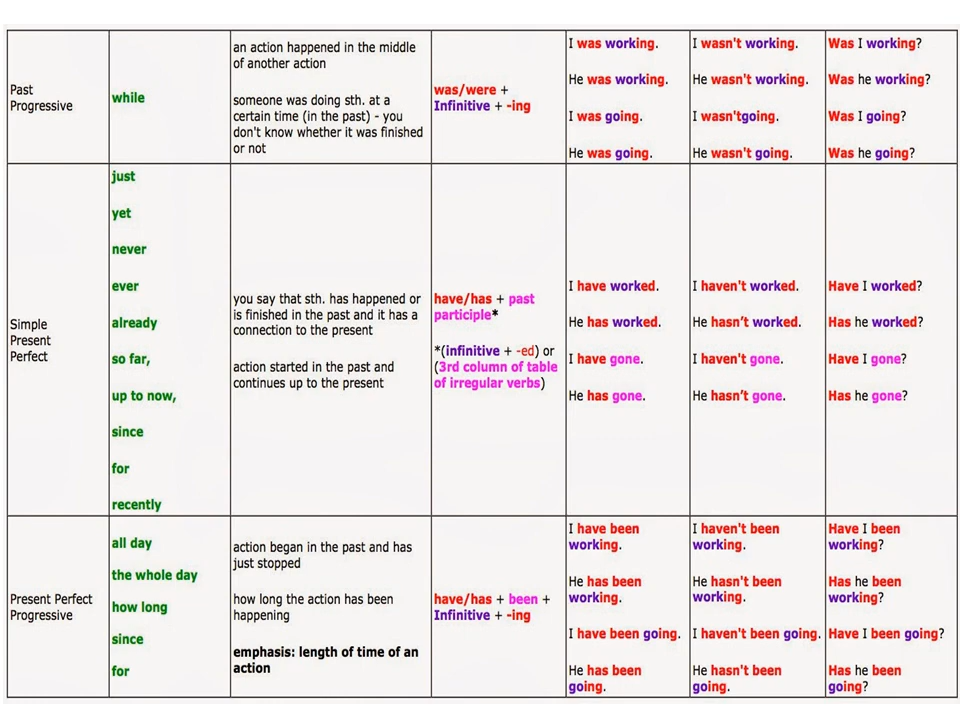 Past
Progressive
while
an action happened in the middle
of another action
someone was doing sth. at a
certain time (in the past) - you
don't know whether it was finished
or not
was/were +
Infinitive + -ing
I was working.
He was working.
I was going.
He was going.
I wasn't working.
He wasn't working.
I wasn'tgoing.
He wasn't going.
Was I working?
Was he working?
Was I going?
Was he going?
Simple
Present
Perfect
just
yet
never
ever
already
so far,
up to now,
since
for
recently
you say that sth. has happened or
is finished in the past and it has a
connection to the present
action started in the past and
continues up to the present
have/has + past
participle*
*(infinitive + -ed) or
(3rd column of table
of irregular verbs)
I have worked.
He has worked.
I have gone.
He has gone.
I haven't worked.
He hasn't worked.
I haven't gone.
He hasn't gone.
Have I worked?
Has he worked?
Have I gone?
Has he gone?
Present Perfect
Progressive
all day
the whole day
how long
since
for
action began in the past and has
just stopped
how long the action has been
happening
emphasis: length of time of an
action
have/has + been +
Infinitive + -ing
I have been
working.
He has been
working.
I have been going.
He has been
going.
I haven't been
working.
He hasn't been
working.
I haven't been going.
He hasn't been
going.
Have I been
working?
Has he been
working?
Have I been going?
Has he been
going?